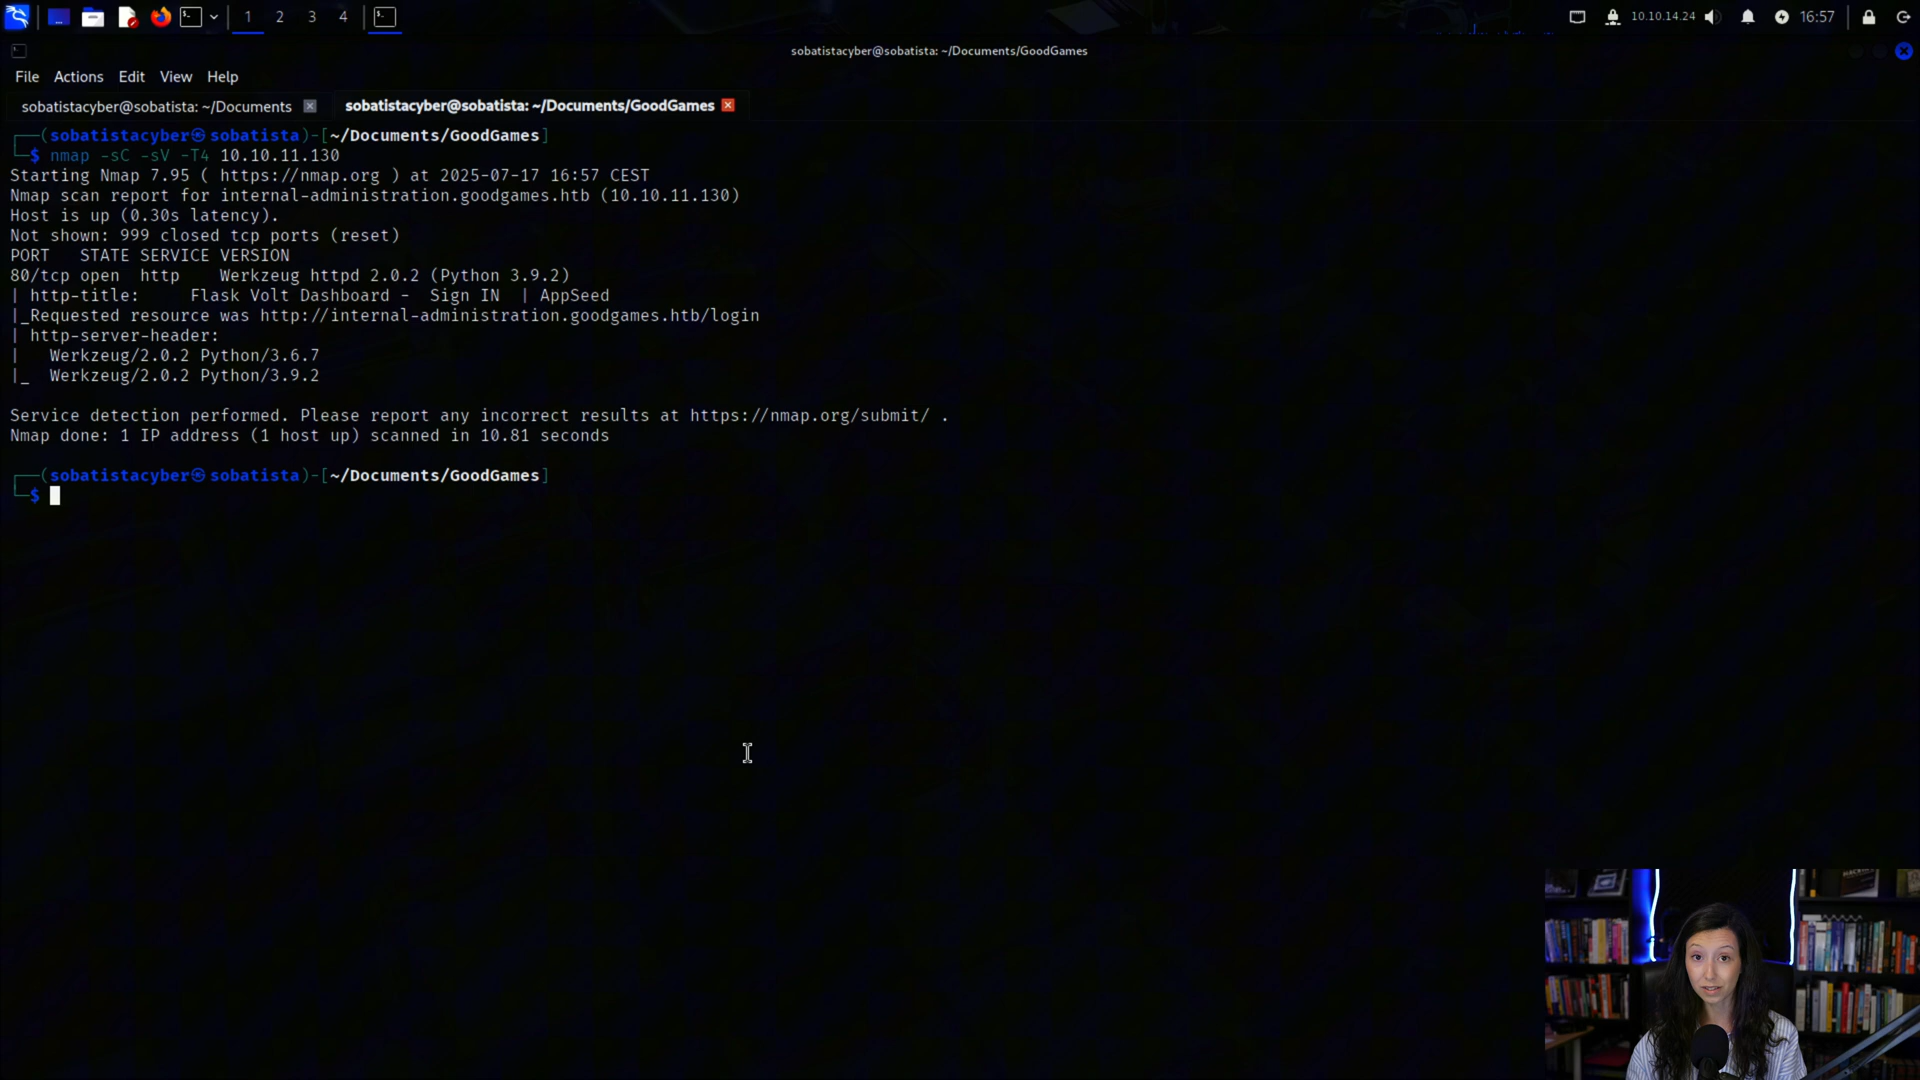 1 2 3 4
10.10.14.24
16:57
sobatistacyber@sobatista: ~/Documents/GoodGames
File Actions Edit View Help
sobatistacyber@sobatista: ~/Documents
sobatistacyber@sobatista: ~/Documents/GoodGames
┌──(sobatistacyber㉿sobatista)-[~/Documents/GoodGames]
└─$ nmap -sC -sV -T4 10.10.11.130
Starting Nmap 7.95 ( https://nmap.org ) at 2025-07-17 16:57 CEST
Nmap scan report for internal-administration.goodgames.htb (10.10.11.130)
Host is up (0.30s latency).
Not shown: 999 closed tcp ports (reset)
PORT   STATE SERVICE VERSION
80/tcp open  http    Werkzeug httpd 2.0.2 (Python 3.9.2)
| http-title:     Flask Volt Dashboard -  Sign IN  | AppSeed
|_Requested resource was http://internal-administration.goodgames.htb/login
| http-server-header:
|   Werkzeug/2.0.2 Python/3.6.7
|_  Werkzeug/2.0.2 Python/3.9.2
Service detection performed. Please report any incorrect results at https://nmap.org/submit/ .
Nmap done: 1 IP address (1 host up) scanned in 10.81 seconds
┌──(sobatistacyber㉿sobatista)-[~/Documents/GoodGames]
└─$